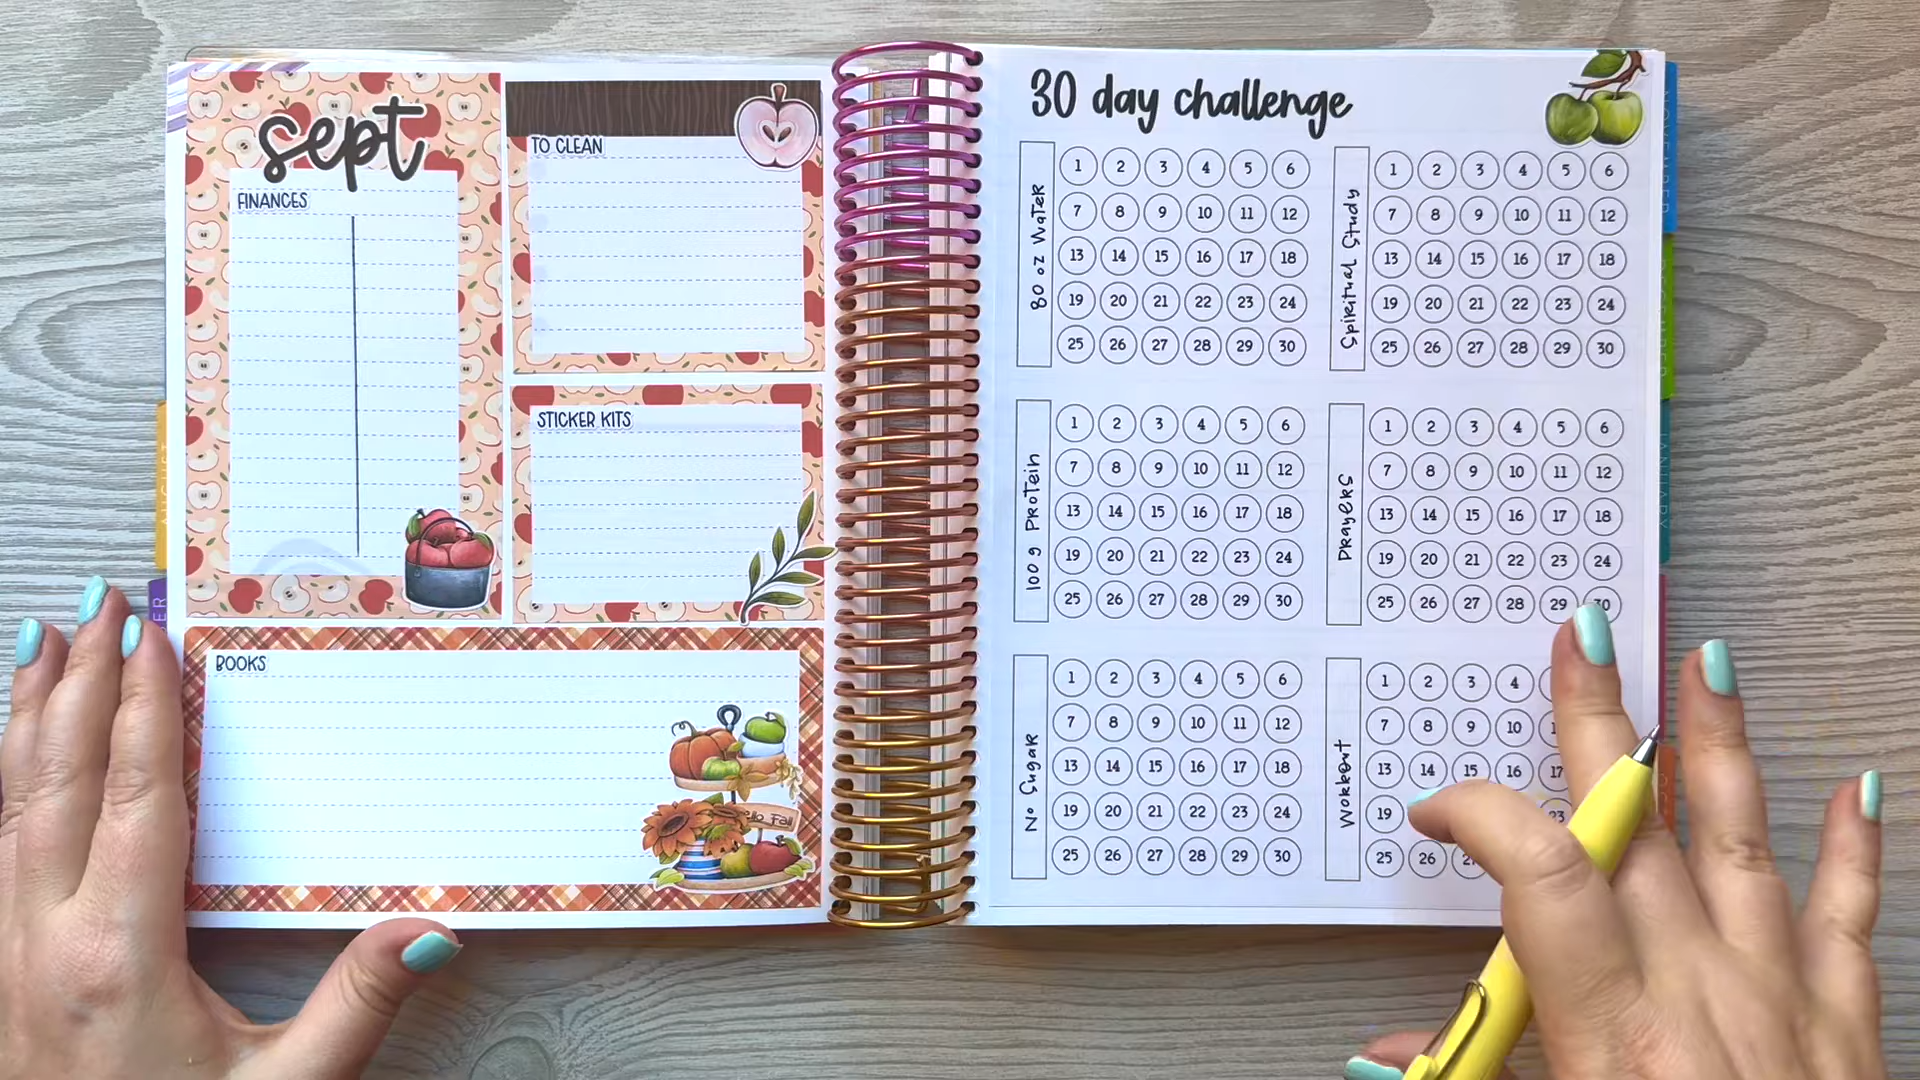 sept
FINANCES
TO CLEAN
STICKER KITS
BOOKS
llo Fall
30 day challenge
80 oz Water
1 2 3 4 5 6
7 8 9 10 11 12
13 14 15 16 17 18
19 20 21 22 23 24
25 26 27 28 29 30
Spiritual Study
1 2 3 4 5 6
7 8 9 10 11 12
13 14 15 16 17 18
19 20 21 22 23 24
25 26 27 28 29 30
100 g Protein
1 2 3 4 5 6
7 8 9 10 11 12
13 14 15 16 17 18
19 20 21 22 23 24
25 26 27 28 29 30
Prayers
1 2 3 4 5 6
7 8 9 10 11 12
13 14 15 16 17 18
19 20 21 22 23 24
25 26 27 28 29 30
No Sugar
1 2 3 4 5 6
7 8 9 10 11 12
13 14 15 16 17 18
19 20 21 22 23 24
25 26 27 28 29 30
Workout
1 2 3 4
7 8 9 10
13 14 15 16 17
19 23
25 26
AUGUST
NOVEMBER
JANUARY